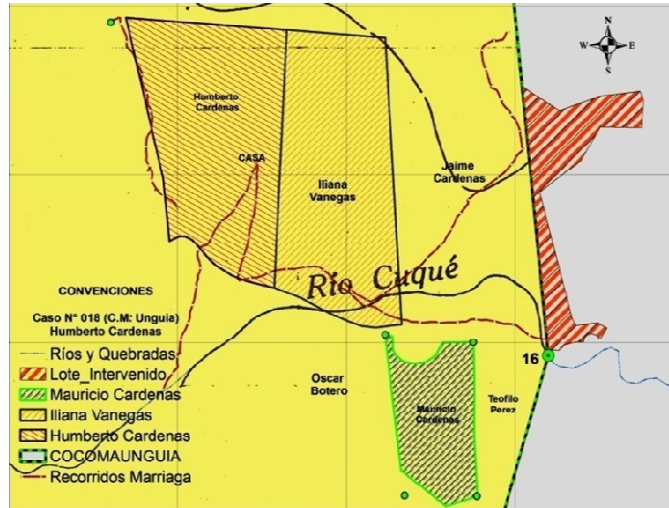 N
W E
S
Humberto
Cardenas
CASA
Iliana
Vanegas
Jaime
Cardenas
Río Cuqué
CONVENCIONES
Caso N° 018 (C.M: Unguia)
Humberto Cardenas
Ríos y Quebradas
Lote_Intervenido
Mauricio Cardenas
Iliana Vanegas
Humberto Cardenas
COCOMAUNGUIA
Recorridos Marriaga
16
Oscar
Botero
Mauricio
Cardenas
Teofilo
Perez